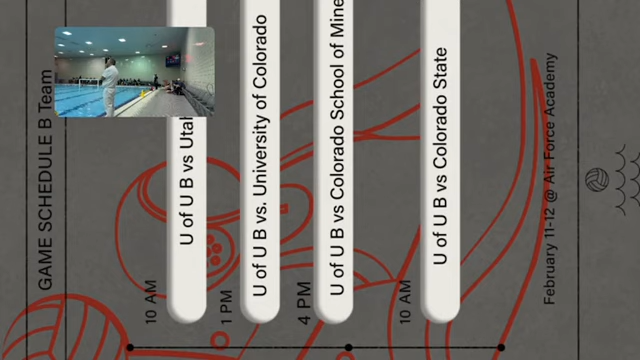 GAME SCHEDULE B Team
10 AM
U of U B vs Utah
1 PM
U of U B vs. University of Colorado
4 PM
U of U B vs Colorado School of Mine
10 AM
U of U B vs Colorado State
February 11-12 @ Air Force Academy